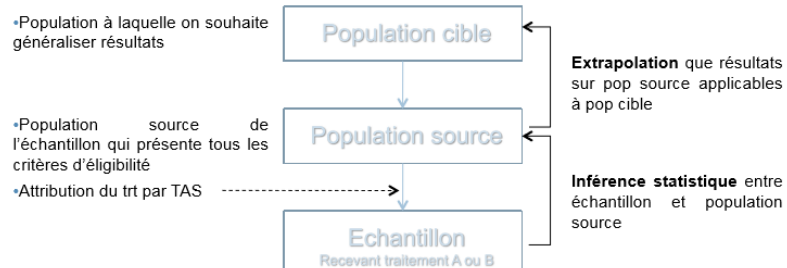 •Population à laquelle on souhaite
généraliser résultats
Population cible
Extrapolation que résultats
sur pop source applicables
à pop cible
•Population source de
l’échantillon qui présente tous les
critères d’éligibilité
Population source
•Attribution du trt par TAS
Inférence statistique entre
échantillon et population
source
Echantillon
Recevant traitement A ou B